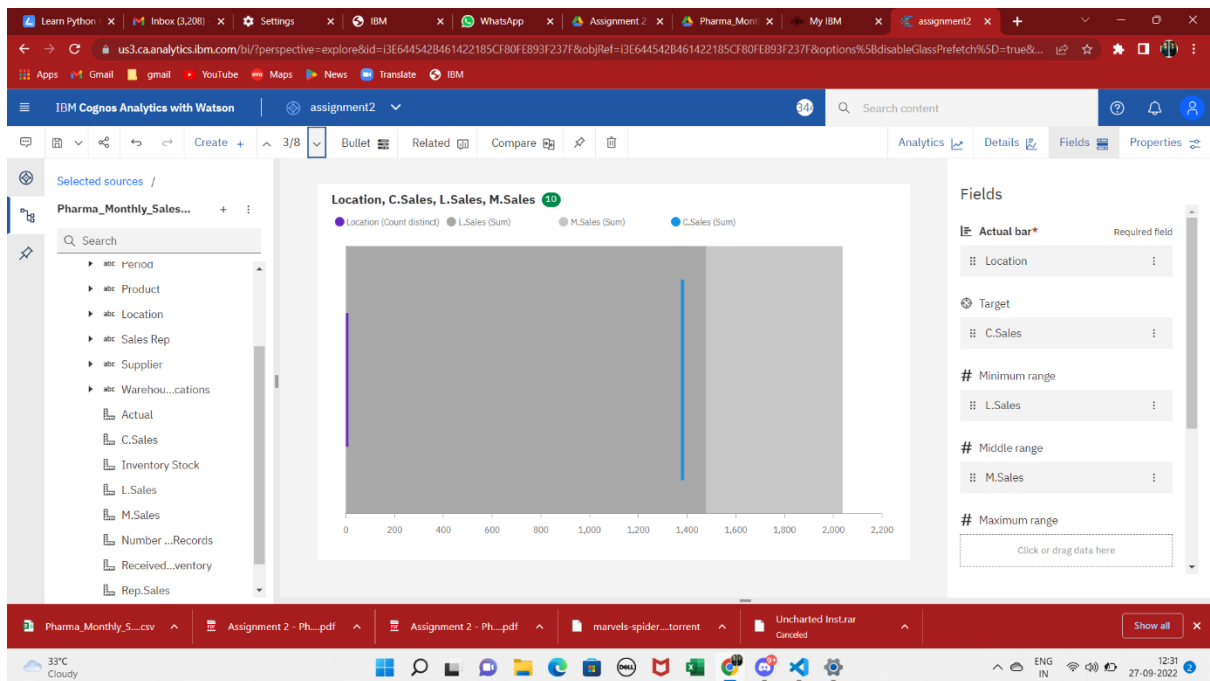 Learn Python
Inbox (3,208)
Settings
IBM
WhatsApp
Assignment 2
Pharma_Mont
My IBM
assignment2
us3.ca.analytics.ibm.com/bi/?perspective=explore&id=i3E644542B461422185CF80FE893F237F&objRef=i3E644542B461422185CF80FE893F237F&options%5BdisableGlassPrefetch%5D=true&...
Apps Gmail gmail YouTube Maps News Translate IBM
IBM Cognos Analytics with Watson
assignment2
Search content
Create + 3/8 Bullet Related Compare
Analytics Details Fields Properties
Selected sources /
Pharma_Monthly_Sales...
Search
abc Period
abc Product
abc Location
abc Sales Rep
abc Supplier
abc Warehou...cations
Actual
C.Sales
Inventory Stock
L.Sales
M.Sales
Number ...Records
Received...ventory
Rep.Sales
Location, C.Sales, L.Sales, M.Sales 10
Location (Count distinct) L.Sales (Sum) M.Sales (Sum) C.Sales (Sum)
0 200 400 600 800 1,000 1,200 1,400 1,600 1,800 2,000 2,200
Fields
Actual bar* Required field
Location
Target
C.Sales
# Minimum range
L.Sales
# Middle range
M.Sales
# Maximum range
Click or drag data here
Pharma_Monthly_S....csv
Assignment 2 - Ph....pdf
Assignment 2 - Ph....pdf
marvels-spider....torrent
Uncharted Inst.rar
Canceled
Show all
33°C
Cloudy
DELL
ENG
IN
12:31
27-09-2022
2